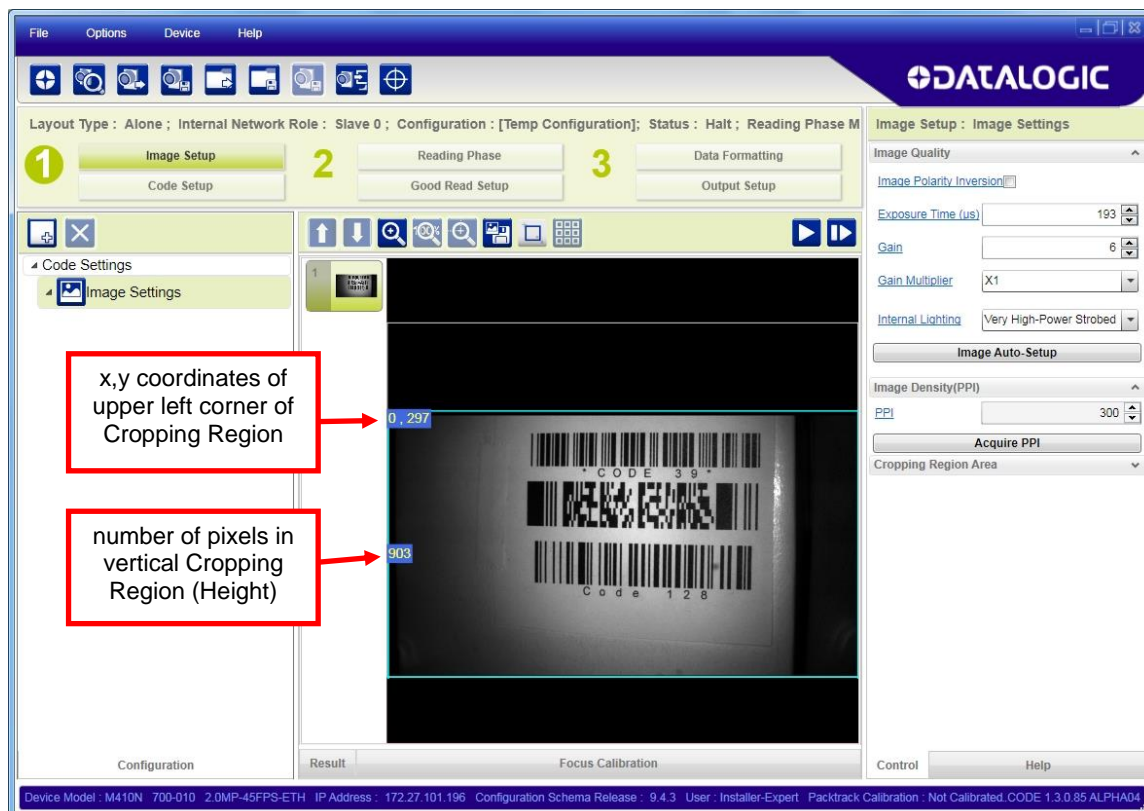 File Options Device Help
DATALOGIC
Layout Type : Alone ; Internal Network Role : Slave 0 ; Configuration : [Temp Configuration]; Status : Halt ; Reading Phase M
Image Setup : Image Settings
1 Image Setup 2 Reading Phase 3 Data Formatting
Code Setup Good Read Setup Output Setup
Code Settings
Image Settings
1
x,y coordinates of
upper left corner of
Cropping Region
0 , 297
number of pixels in
vertical Cropping
Region (Height)
903
* C O D E 3 9 *
C o d e 1 2 8
Image Quality
Image Polarity Inversion
Exposure Time (us) 193
Gain 6
Gain Multiplier X1
Internal Lighting Very High-Power Strobed
Image Auto-Setup
Image Density(PPI)
PPI 300
Acquire PPI
Cropping Region Area
Configuration Result Focus Calibration Control Help
Device Model : M410N 700-010 2.0MP-45FPS-ETH IP Address : 172.27.101.196 Configuration Schema Release : 9.4.3 User : Installer-Expert Packtrack Calibration : Not Calibrated..CODE 1.3.0.85 ALPHA04